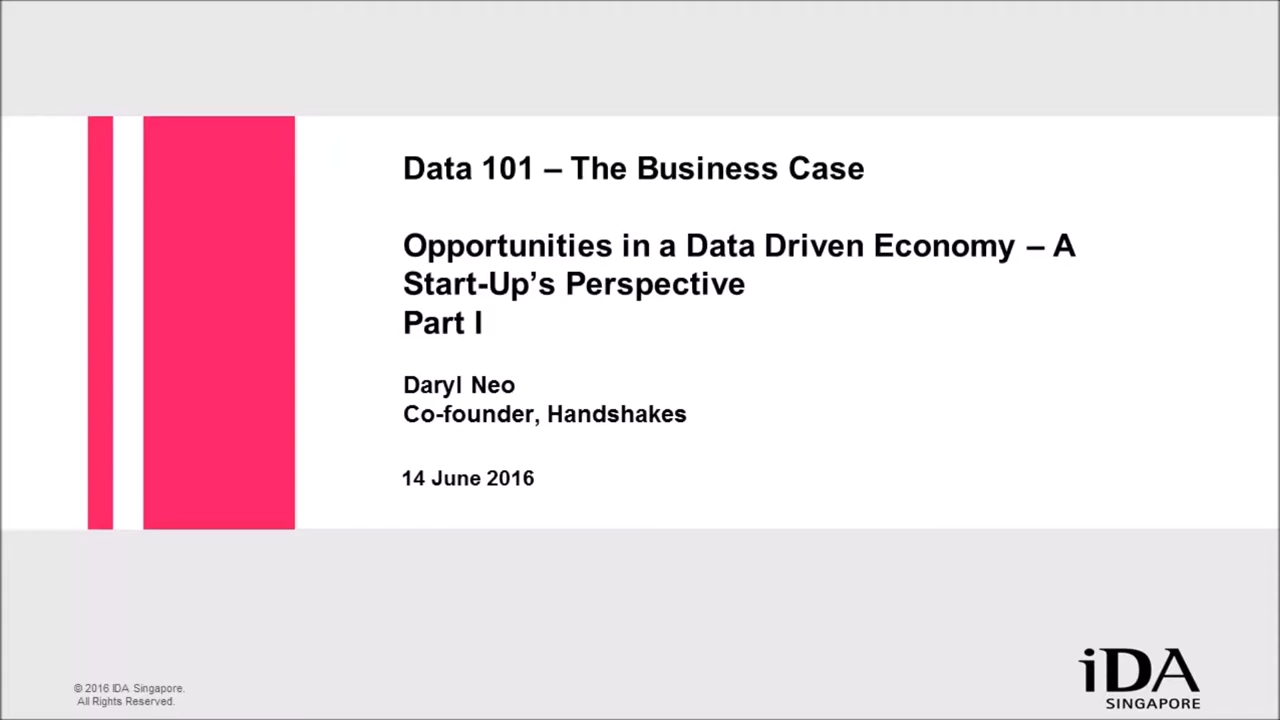 Data 101 – The Business Case
Opportunities in a Data Driven Economy – A
Start-Up’s Perspective
Part I
Daryl Neo
Co-founder, Handshakes
14 June 2016
© 2016 IDA Singapore.
All Rights Reserved.
iDA
SINGAPORE